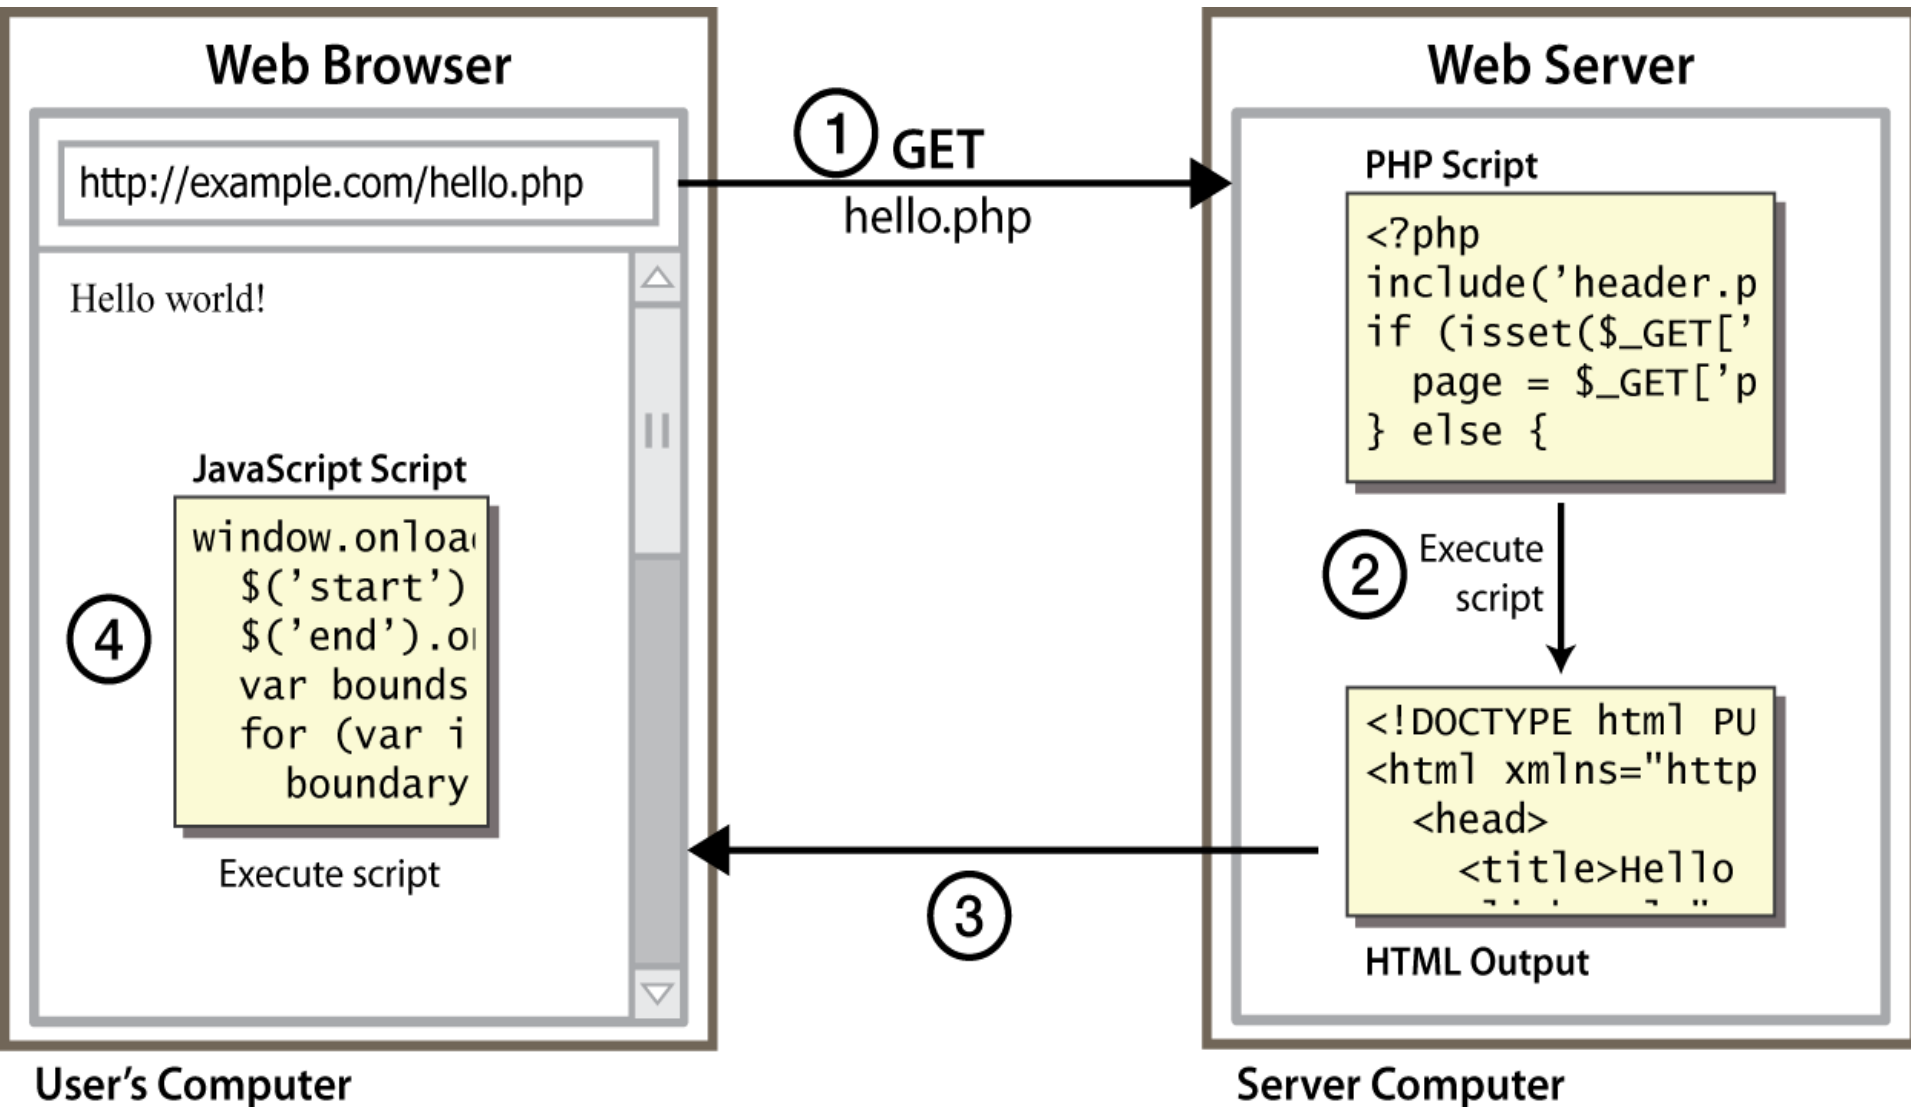 Web Browser
http://example.com/hello.php
Hello world!
JavaScript Script
window.onloa
$('start')
$('end').o
var bounds
for (var i
boundary
4
Execute script
User's Computer
1 GET
hello.php
3
Web Server
PHP Script
<?php
include('header.p
if (isset($_GET['
page = $_GET['p
} else {
2 Execute
script
<!DOCTYPE html PU
<html xmlns="http
<head>
<title>Hello
HTML Output
Server Computer